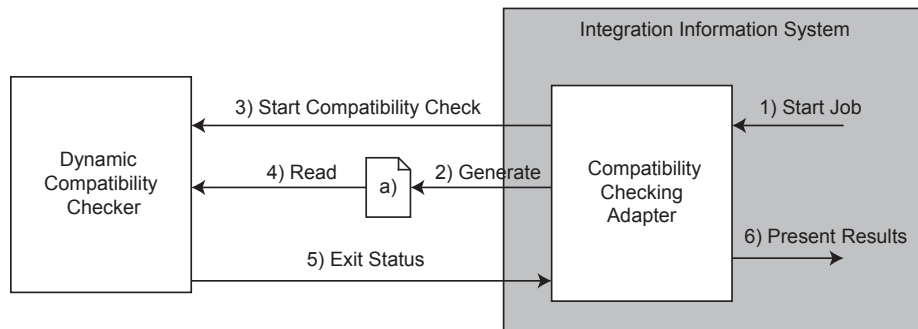 Integration Information System
3) Start Compatibility Check
1) Start Job
Dynamic
Compatibility
Checker
4) Read
a)
2) Generate
Compatibility
Checking
Adapter
5) Exit Status
6) Present Results